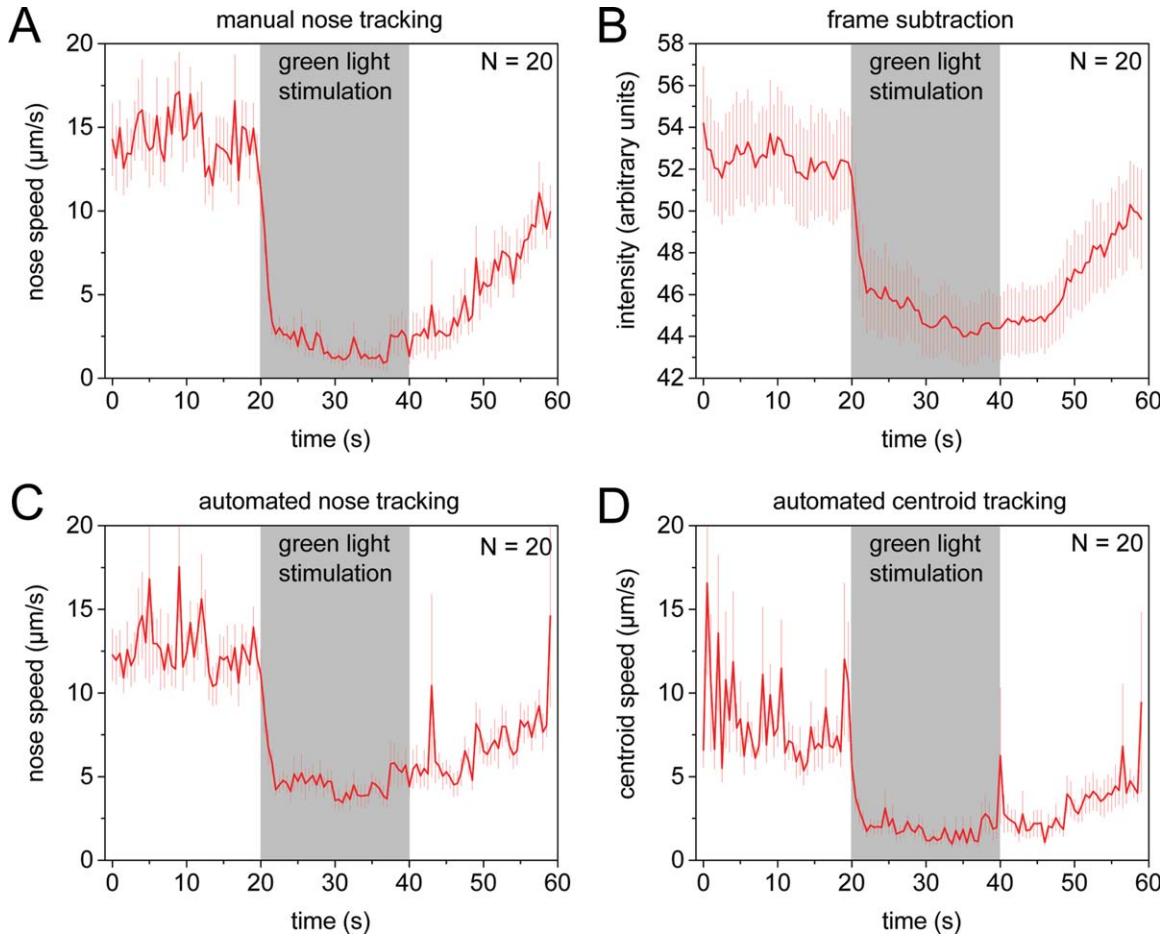 A
manual nose tracking
20
15
10
5
0
nose speed (µm/s)
green light
stimulation
N = 20
0 10 20 30 40 50 60
time (s)
B
frame subtraction
58
56
54
52
50
48
46
44
42
intensity (arbitrary units)
green light
stimulation
N = 20
0 10 20 30 40 50 60
time (s)
C
automated nose tracking
20
15
10
5
0
nose speed (µm/s)
green light
stimulation
N = 20
0 10 20 30 40 50 60
time (s)
D
automated centroid tracking
20
15
10
5
0
centroid speed (µm/s)
green light
stimulation
N = 20
0 10 20 30 40 50 60
time (s)